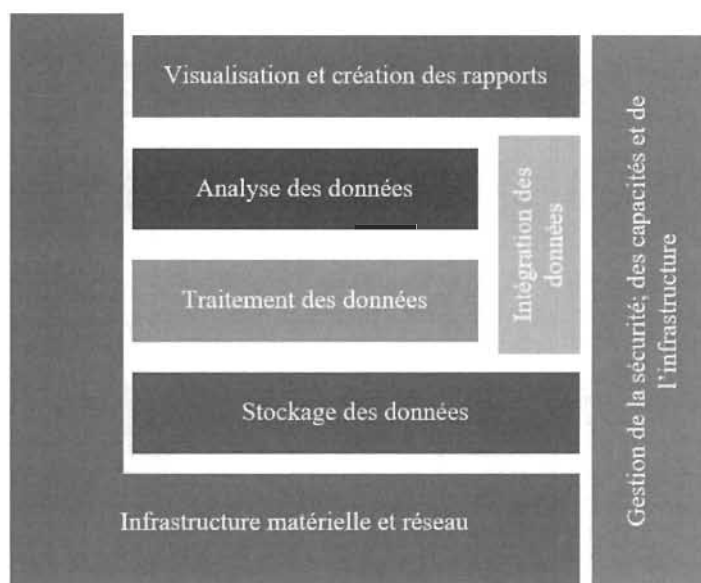 Visualisation et création des rapports
Analyse des données
Intégration des
données
Traitement des données
Stockage des données
Infrastructure matérielle et réseau
Gestion de la sécurité; des capacités et de
l'infrastructure